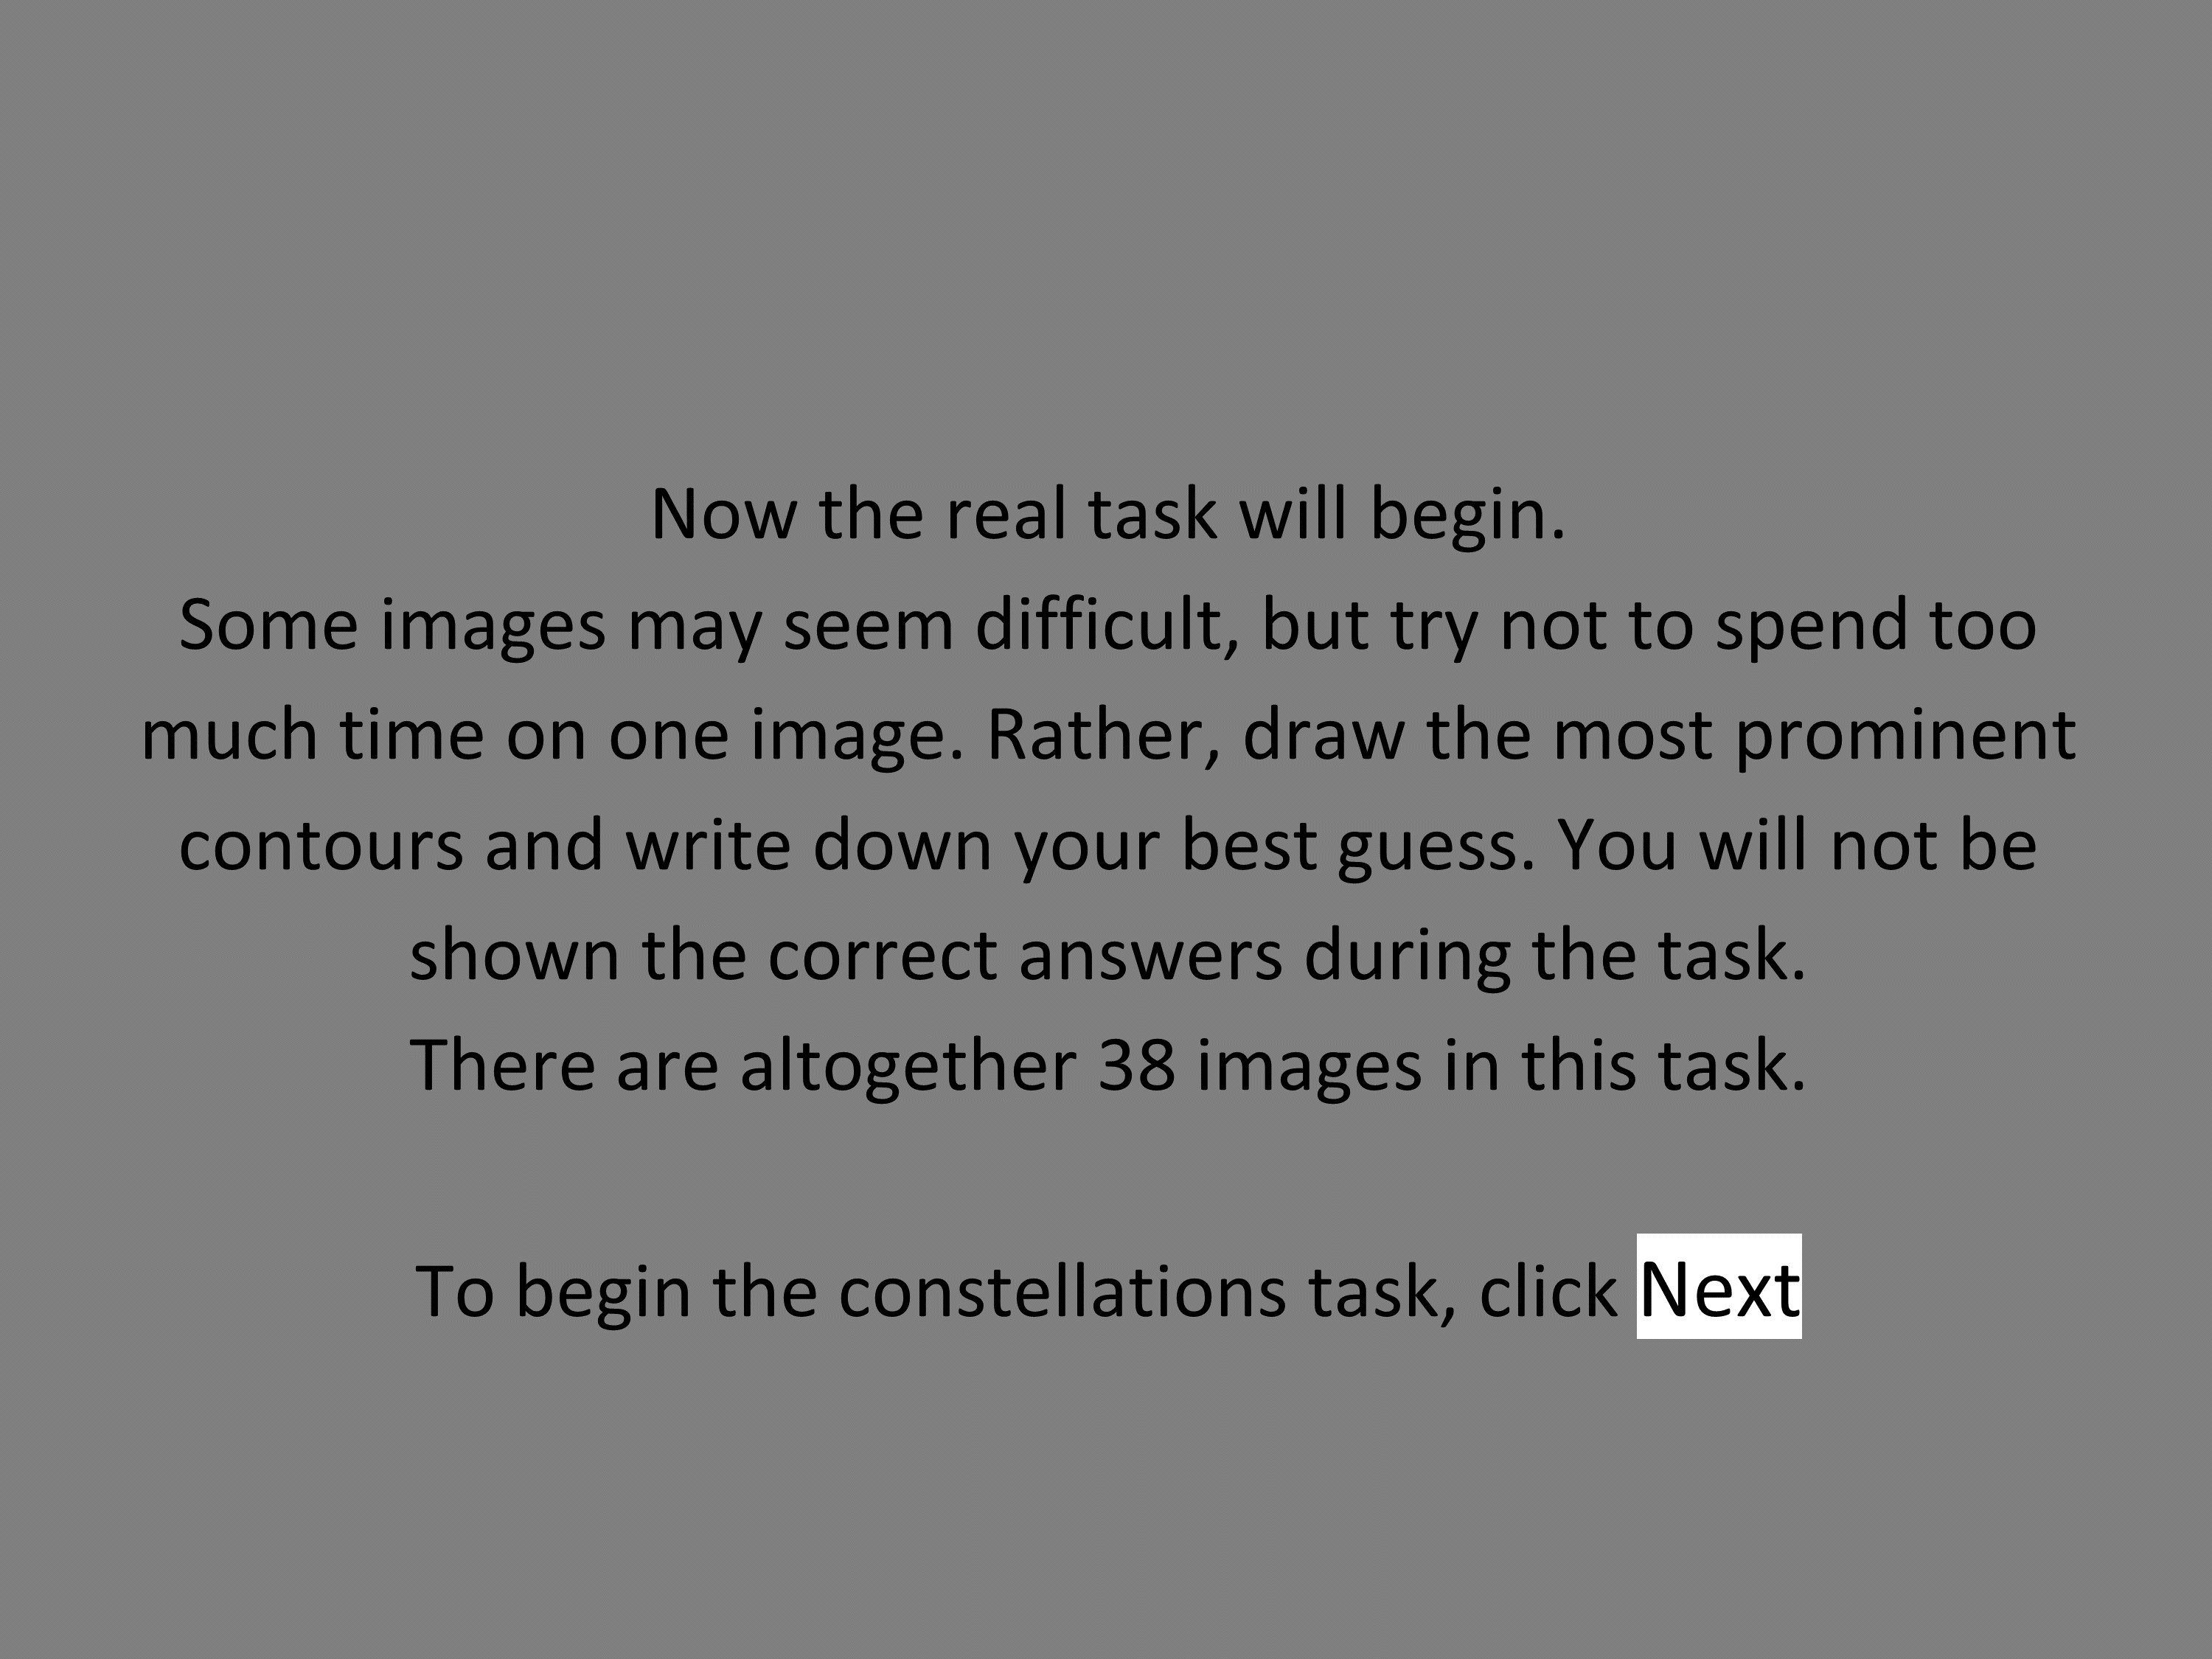 Now the real task will begin.
Some images may seem difficult, but try not to spend too
much time on one image. Rather, draw the most prominent
contours and write down your best guess. You will not be
shown the correct answers during the task.
There are altogether 38 images in this task.
To begin the constellations task, click Next